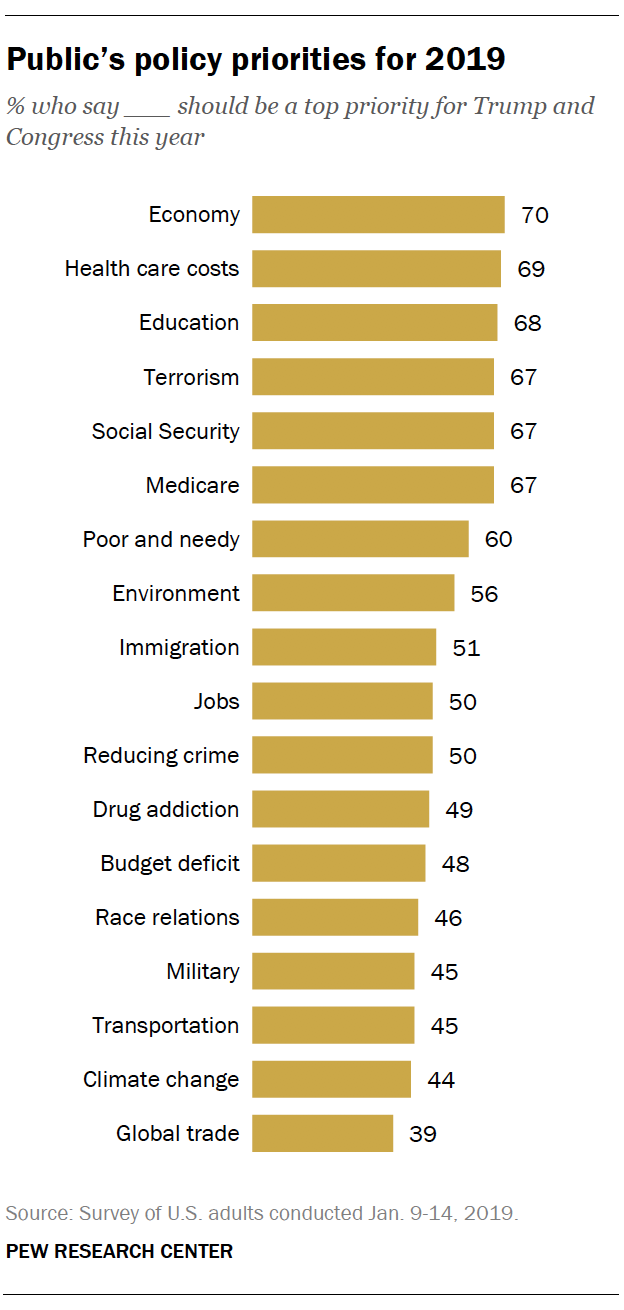 Public’s policy priorities for 2019
% who say ____ should be a top priority for Trump and
Congress this year
Economy 70
Health care costs 69
Education 68
Terrorism 67
Social Security 67
Medicare 67
Poor and needy 60
Environment 56
Immigration 51
Jobs 50
Reducing crime 50
Drug addiction 49
Budget deficit 48
Race relations 46
Military 45
Transportation 45
Climate change 44
Global trade 39
Source: Survey of U.S. adults conducted Jan. 9-14, 2019.
PEW RESEARCH CENTER